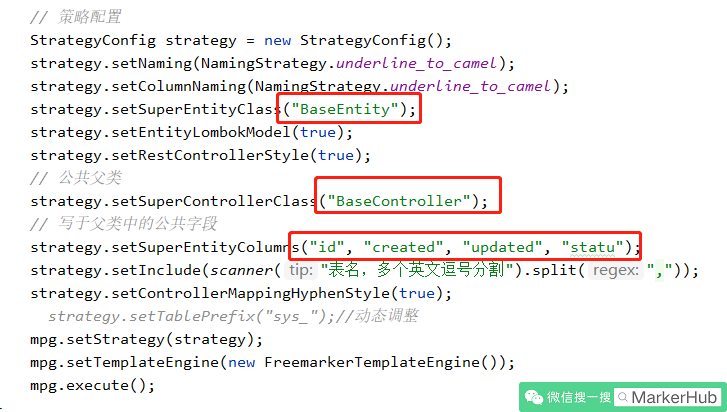 // 策略配置
StrategyConfig strategy = new StrategyConfig();
strategy.setNaming(NamingStrategy.underline_to_camel);
strategy.setColumnNaming(NamingStrategy.underline_to_camel);
strategy.setSuperEntityClass("BaseEntity");
strategy.setEntityLombokModel(true);
strategy.setRestControllerStyle(true);
// 公共父类
strategy.setSuperControllerClass("BaseController");
// 写于父类中的公共字段
strategy.setSuperEntityColumns("id", "created", "updated", "statu");
strategy.setInclude(scanner( tip: "表名，多个英文逗号分割").split( regex: ","));
strategy.setControllerMappingHyphenStyle(true);
strategy.setTablePrefix("sys_");//动态调整
mpg.setStrategy(strategy);
mpg.setTemplateEngine(new FreemarkerTemplateEngine());
mpg.execute();
微信搜一搜 MarkerHub